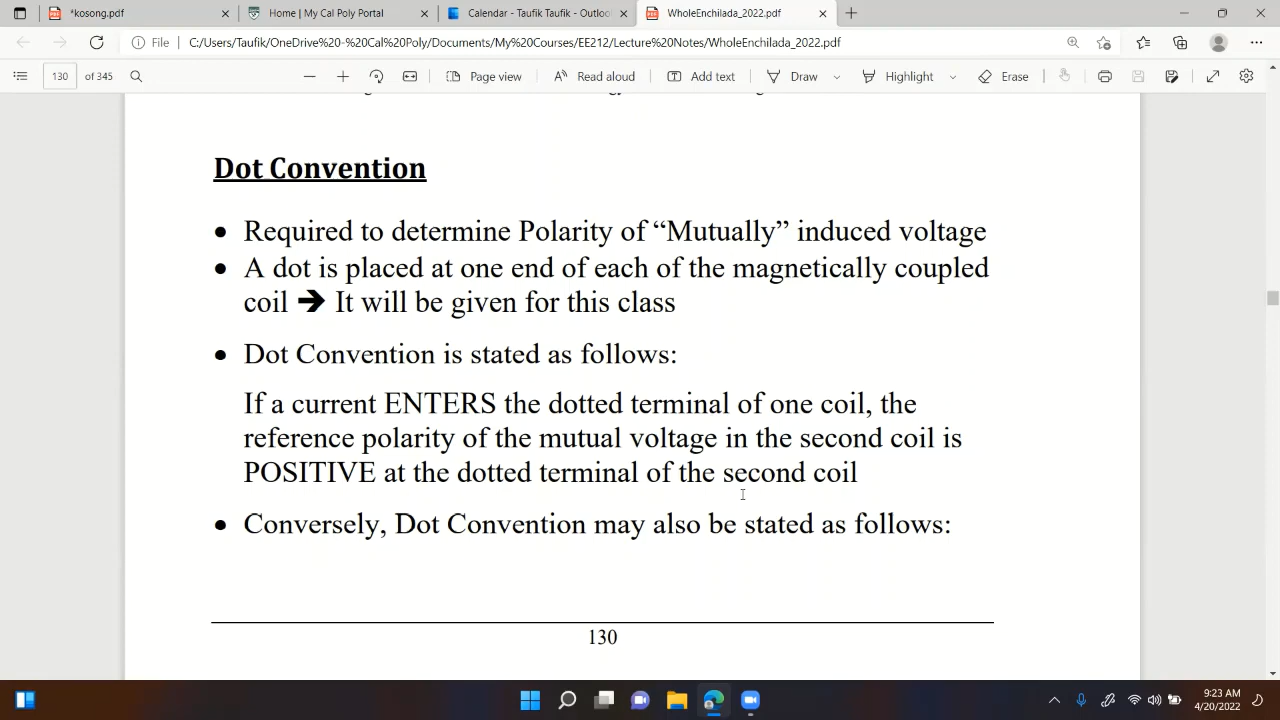 *kosong.pdf
Home | My Cal Poly Portal
Calendar - Taufik Taufik - Outloo
WholeEnchilada_2022.pdf
File
C:/Users/Taufik/OneDrive%20-%20Cal%20Poly/Documents/My%20Courses/EE212/Lecture%20Notes/WholeEnchilada_2022.pdf
130 of 345
Page view
Read aloud
Add text
Draw
Highlight
Erase
Dot Convention
• Required to determine Polarity of “Mutually” induced voltage
• A dot is placed at one end of each of the magnetically coupled
coil ➔ It will be given for this class
• Dot Convention is stated as follows:
If a current ENTERS the dotted terminal of one coil, the
reference polarity of the mutual voltage in the second coil is
POSITIVE at the dotted terminal of the second coil
• Conversely, Dot Convention may also be stated as follows:
130
9:23 AM
4/20/2022